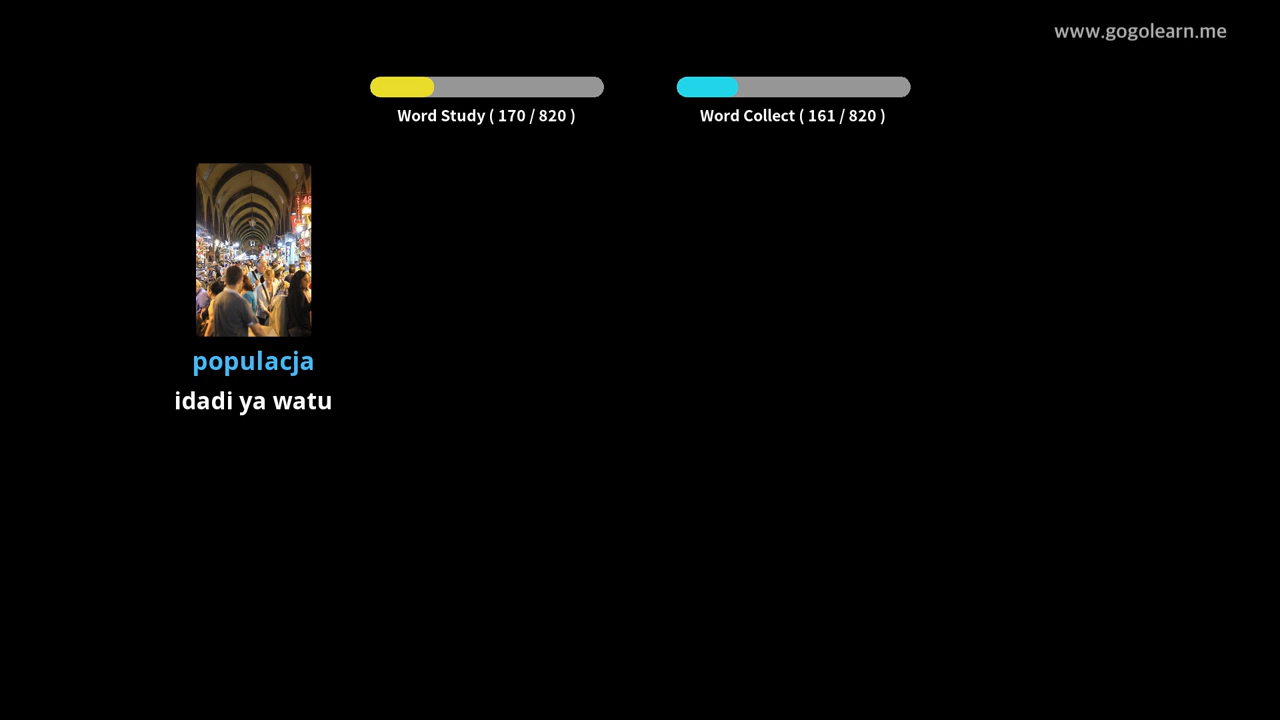 www.gogolearn.me
Word Study ( 170 / 820 )
Word Collect ( 161 / 820 )
populacja
idadi ya watu